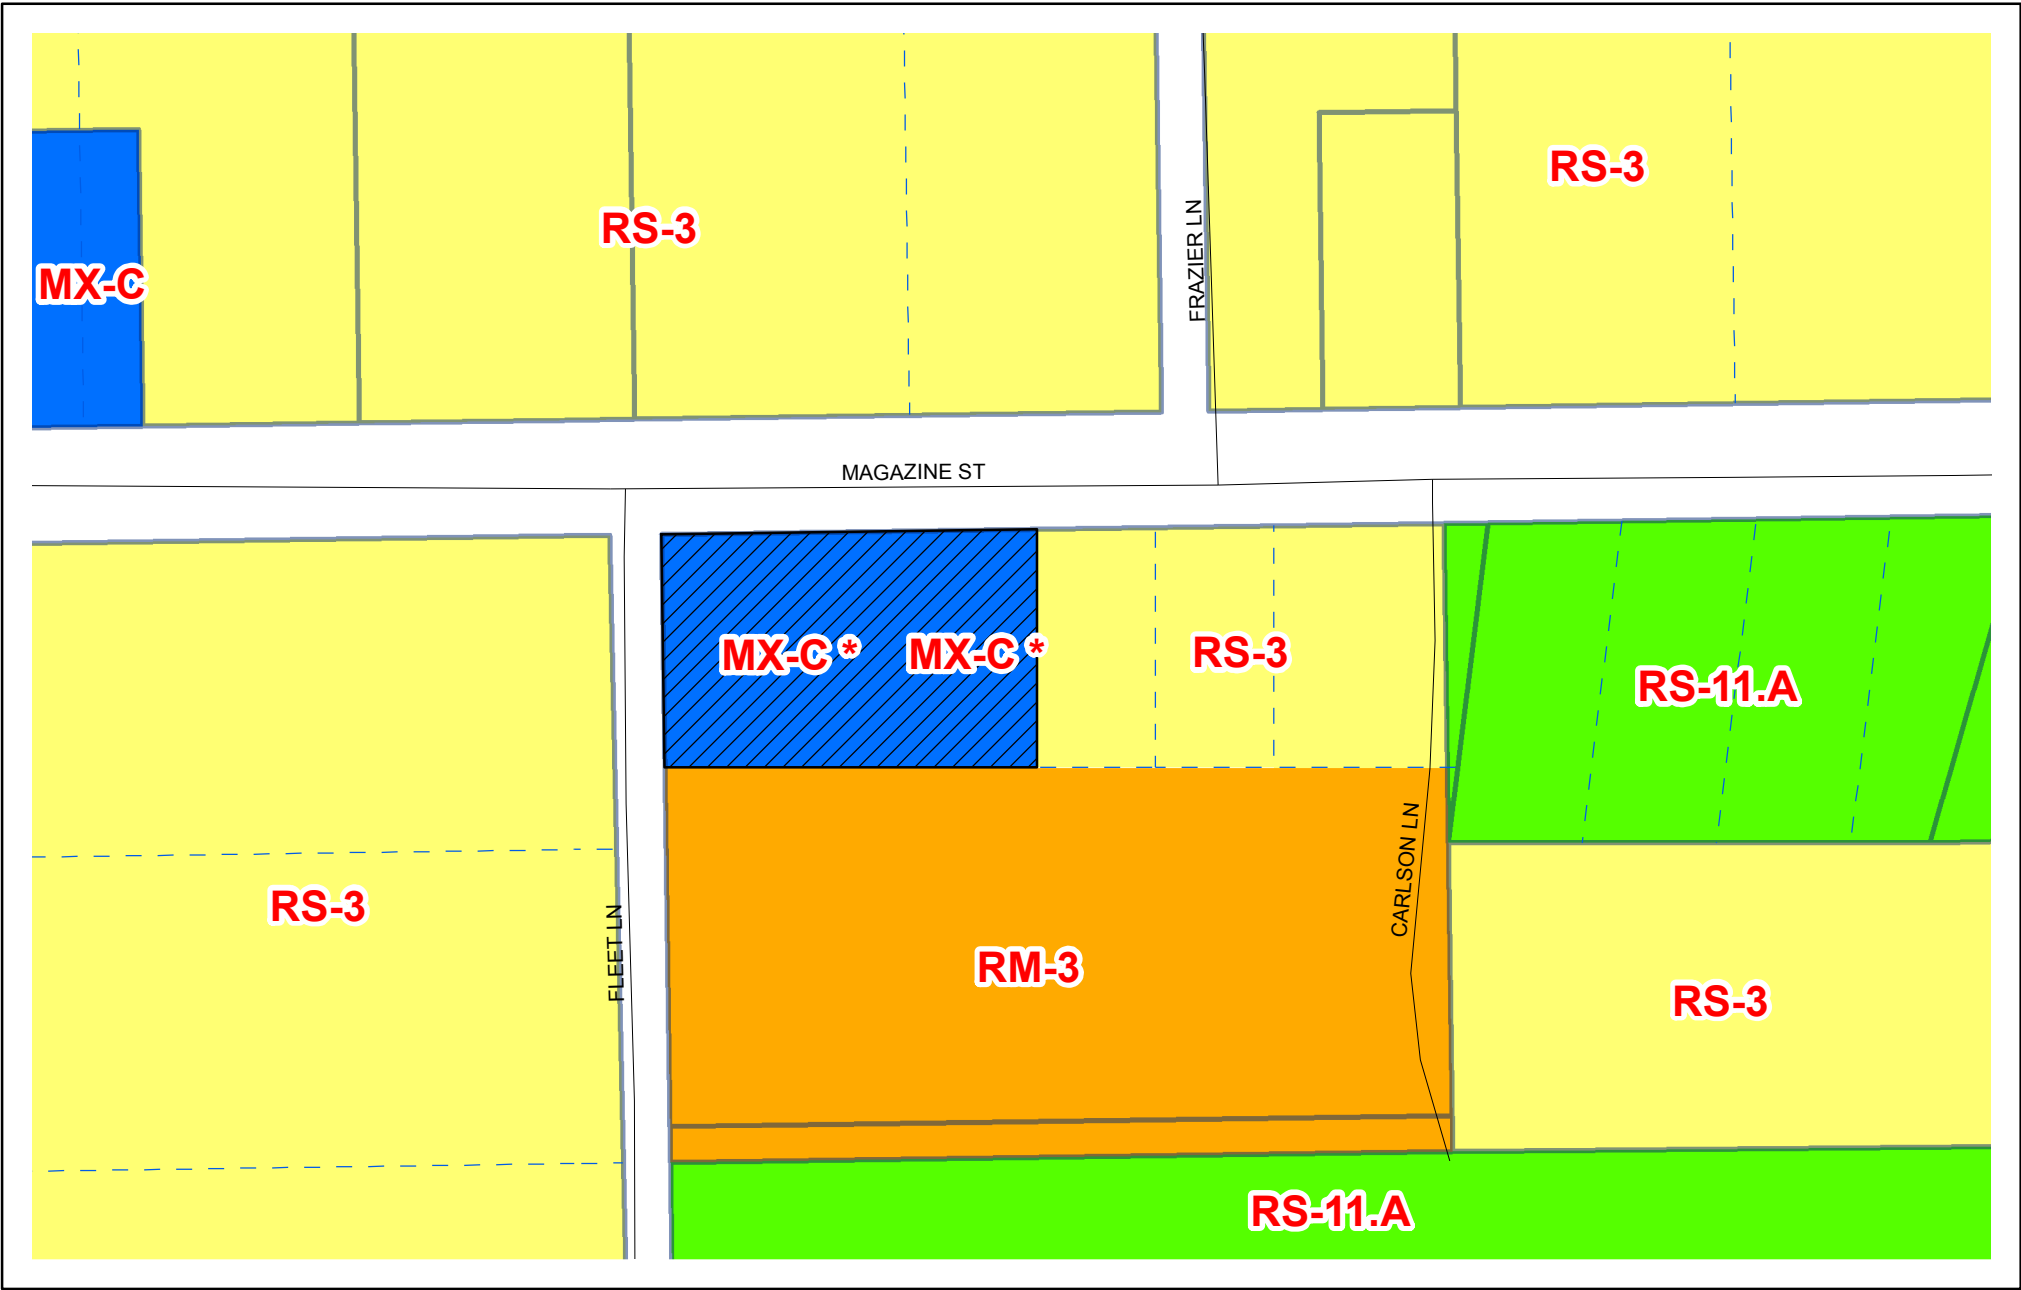 RS-3
RS-3
MX-C
FRAZIER LN
MAGAZINE ST
MX-C *
MX-C *
RS-3
RS-11.A
RS-3
FLEET LN
CARLSON LN
RM-3
RS-3
RS-11.A